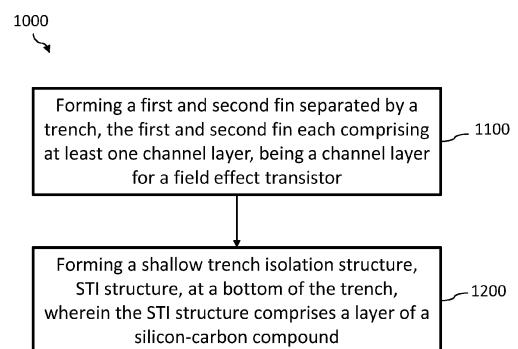 1000
Forming a first and second fin separated by a
trench, the first and second fin each comprising
at least one channel layer, being a channel layer
for a field effect transistor
1100
Forming a shallow trench isolation structure,
STI structure, at a bottom of the trench,
wherein the STI structure comprises a layer of a
silicon-carbon compound
1200